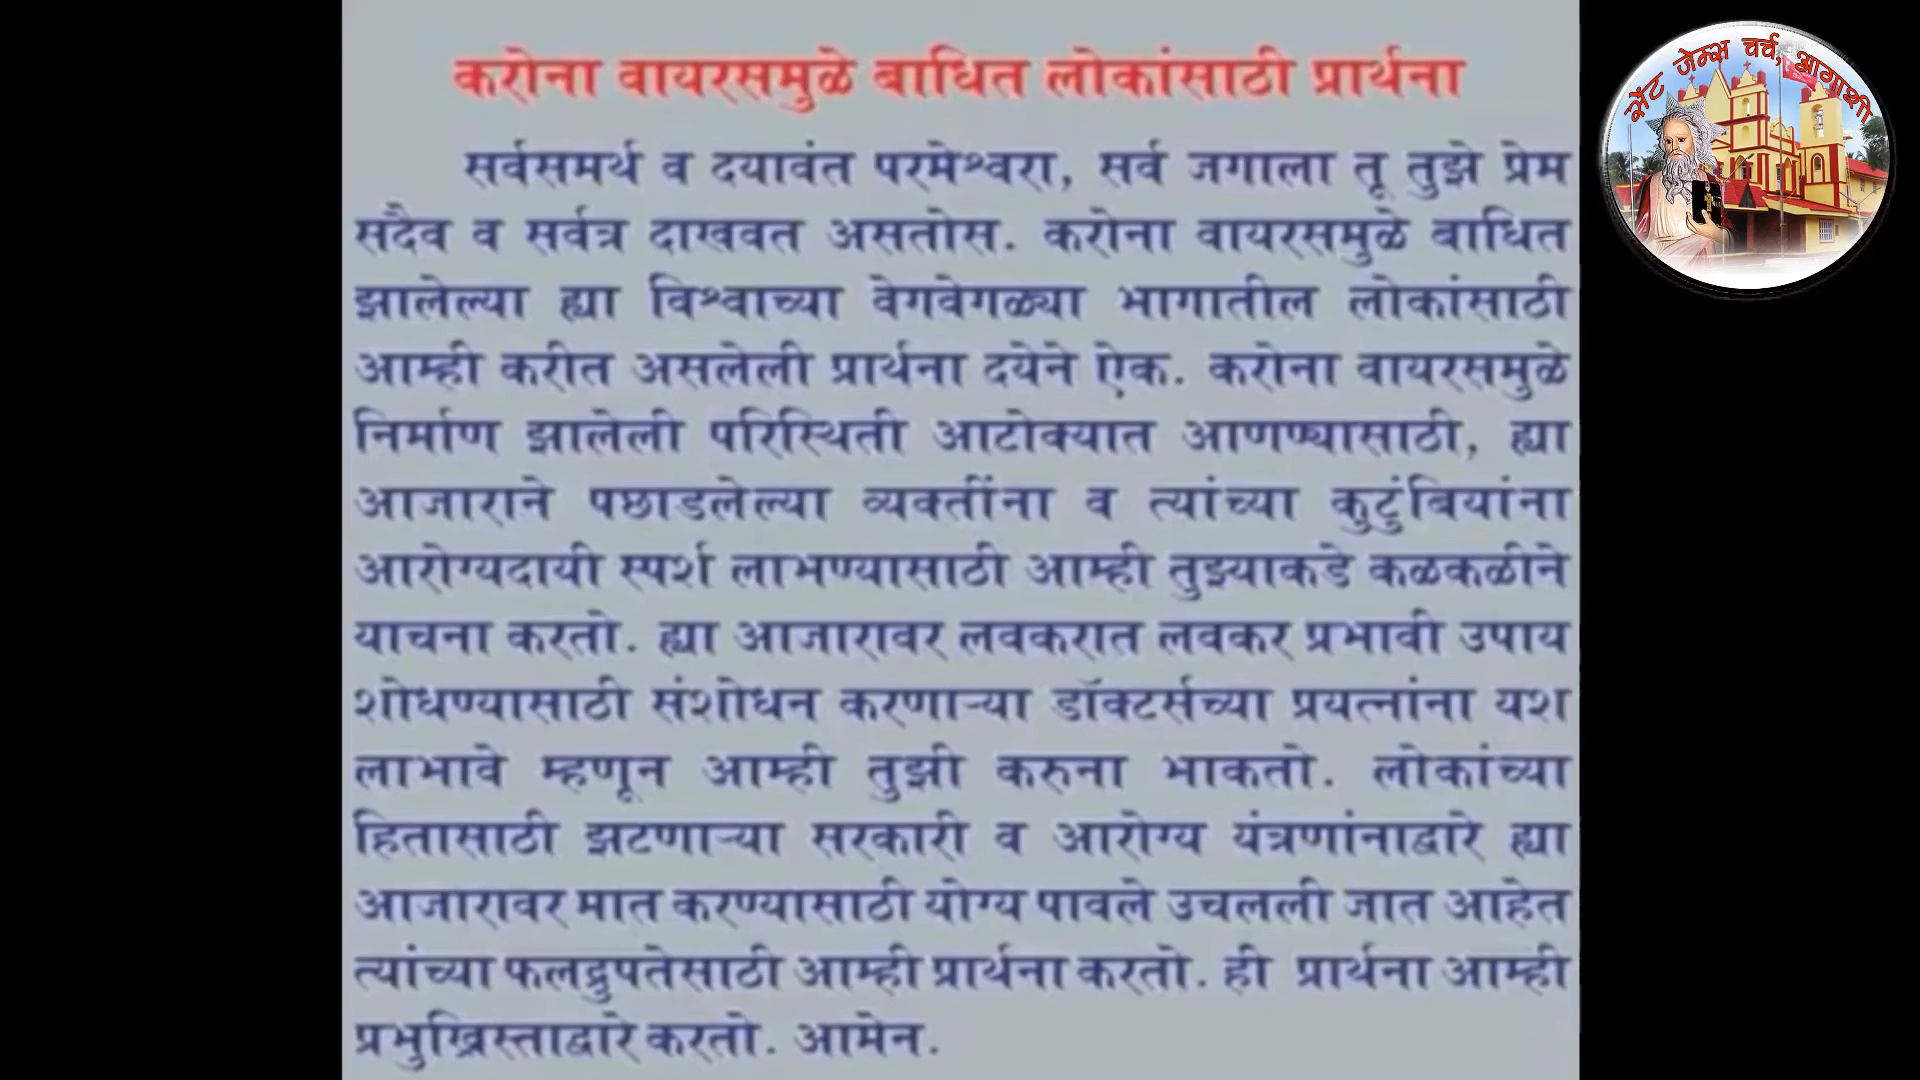 करोना वायरसमुळे बाधित लोकांसाठी प्रार्थना
सेंट जेम्स चर्च, आगाशी
सर्वसमर्थ व दयावंत परमेश्वरा, सर्व जगाला तू तुझे प्रेम
सदैव व सर्वत्र दाखवत असतोस. करोना वायरसमुळे बाधित
झालेल्या ह्या विश्वाच्या वेगवेगळ्या भागातील लोकांसाठी
आम्ही करीत असलेली प्रार्थना दयेने ऐक. करोना वायरसमुळे
निर्माण झालेली परिस्थिती आटोक्यात आणण्यासाठी, ह्या
आजाराने पछाडलेल्या व्यक्तींना व त्यांच्या कुटुंबियांना
आरोग्यदायी स्पर्श लाभण्यासाठी आम्ही तुझ्याकडे कळकळीने
याचना करतो. ह्या आजारावर लवकरात लवकर प्रभावी उपाय
शोधण्यासाठी संशोधन करणाऱ्या डॉक्टर्सच्या प्रयत्नांना यश
लाभावे म्हणून आम्ही तुझी करुना भाकतो. लोकांच्या
हितासाठी झटणाऱ्या सरकारी व आरोग्य यंत्रणांनाद्वारे ह्या
आजारावर मात करण्यासाठी योग्य पावले उचलली जात आहेत
त्यांच्या फलद्रुपतेसाठी आम्ही प्रार्थना करतो. ही प्रार्थना आम्ही
प्रभुख्रिस्ताद्वारे करतो. आमेन.